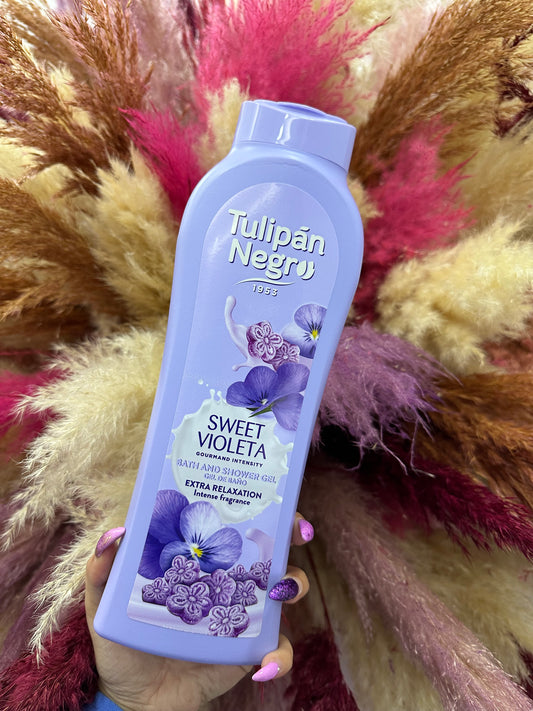 Tulipán
Negro
1953
SWEET
VIOLETA
GOURMAND INTENSITY
BATH AND SHOWER GEL
GEL DE BAÑO
EXTRA RELAXATION
Intense fragrance